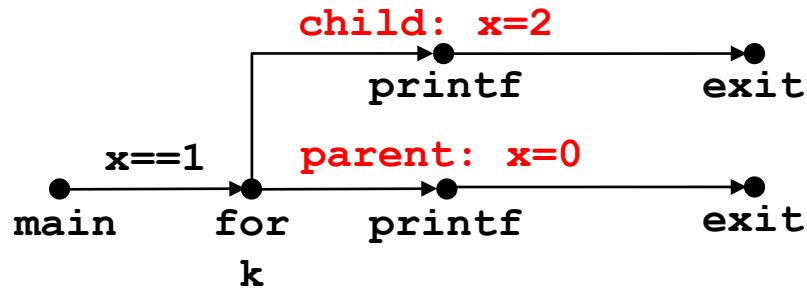 child: x=2
printf
exit
x==1
parent: x=0
main
for
k
printf
exit